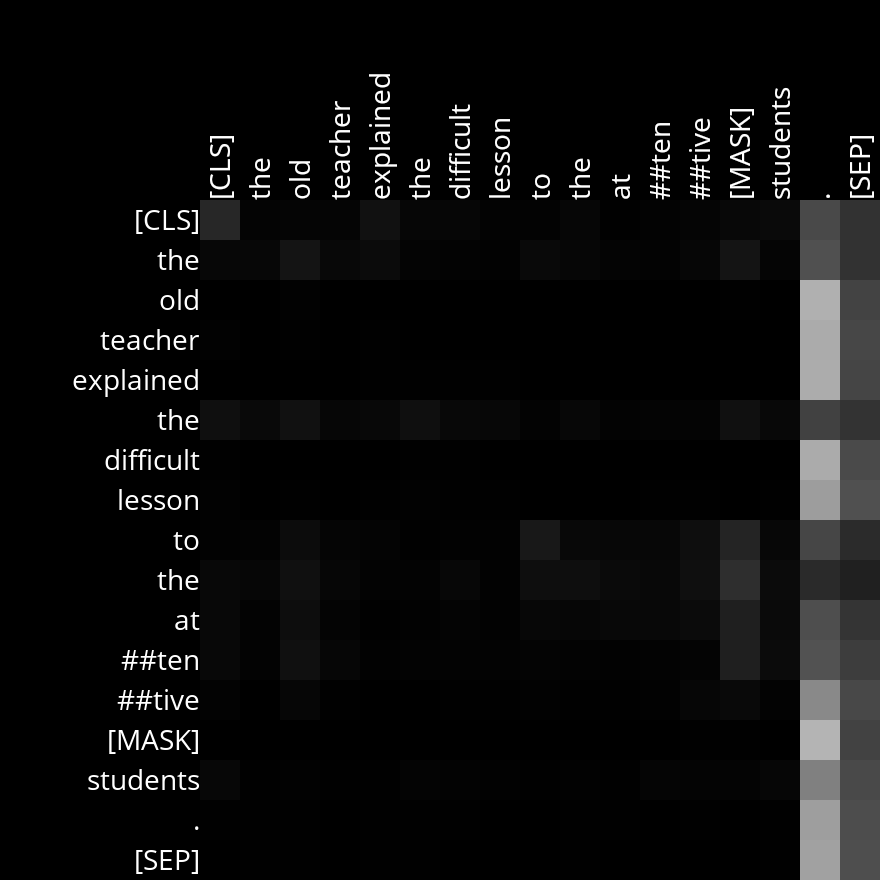 [CLS] the old teacher explained the difficult lesson to the at ##ten ##tive [MASK] students . [SEP]
[CLS]
the
old
teacher
explained
the
difficult
lesson
to
the
at
##ten
##tive
[MASK]
students
.
[SEP]